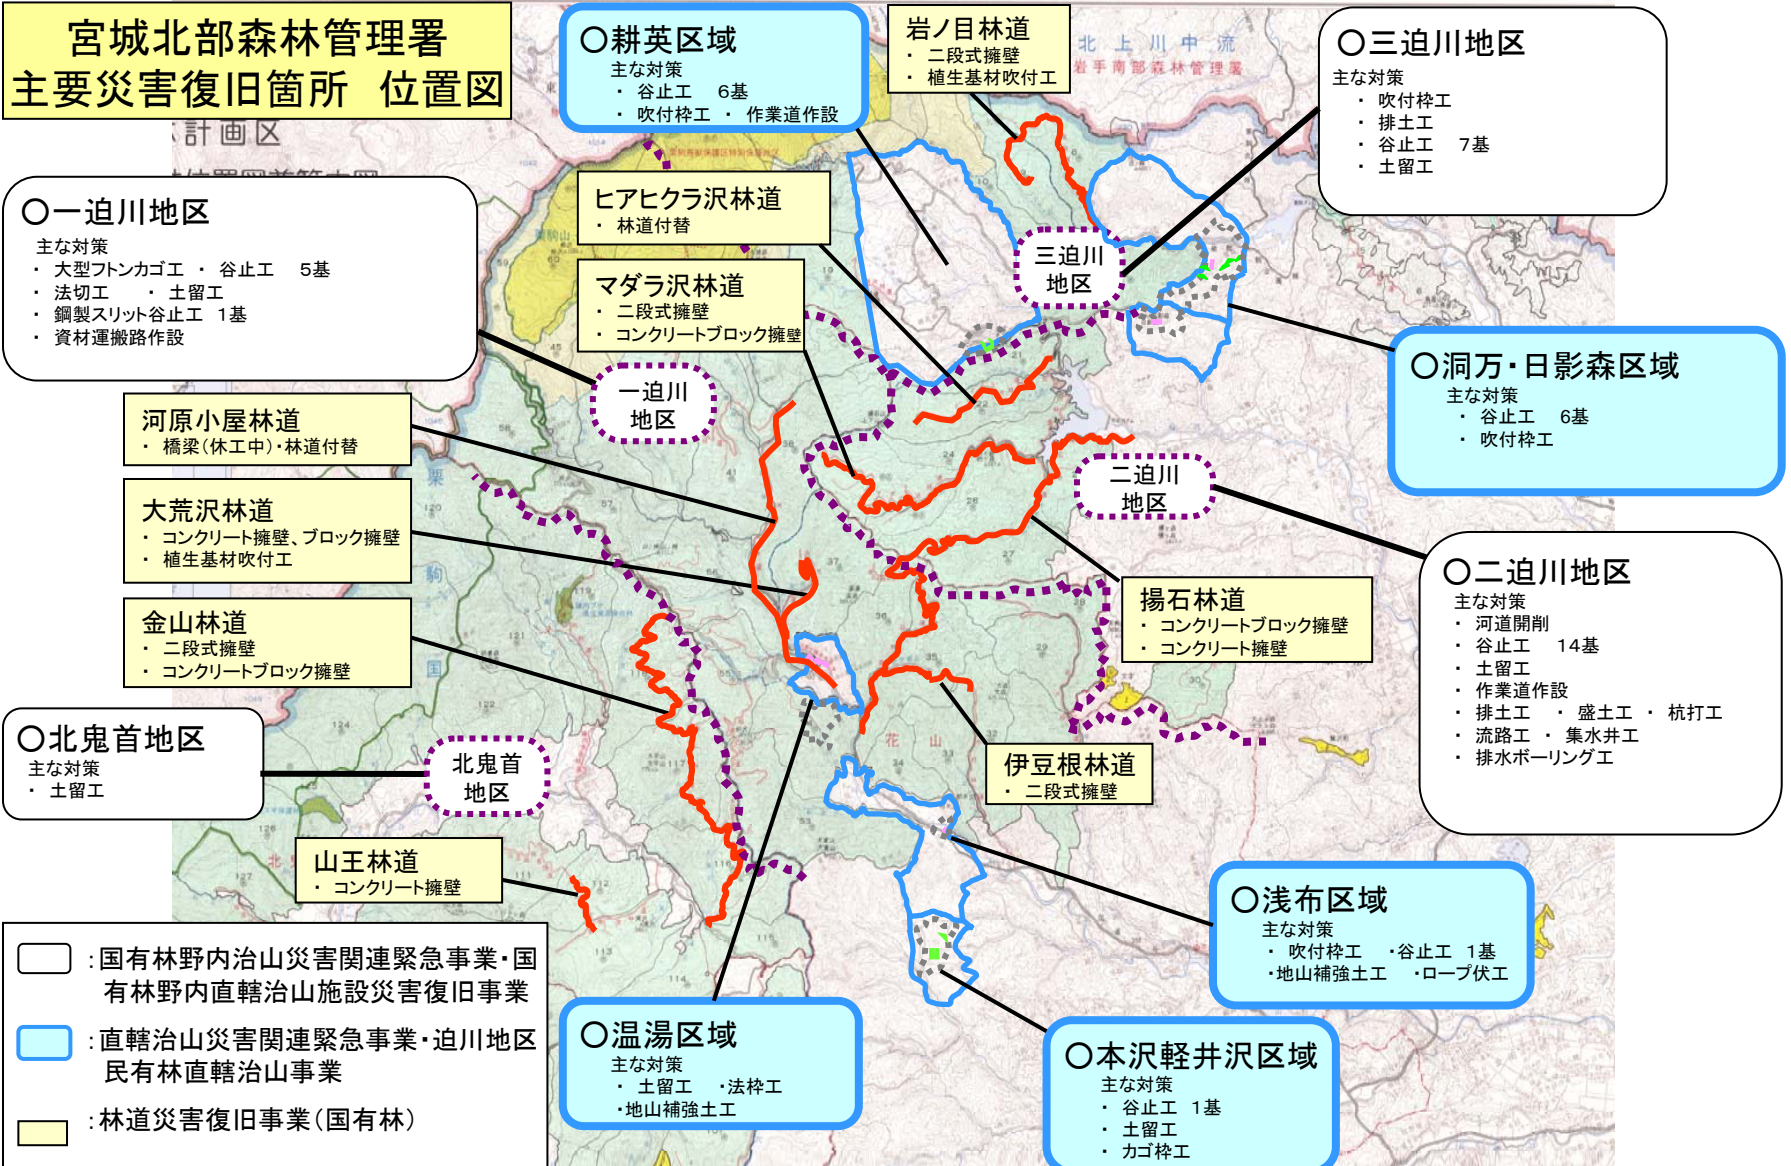 宮城北部森林管理署
主要災害復旧箇所 位置図
計画区
○耕英区域
主な対策
・ 谷止工 6基
・ 吹付枠工 ・ 作業道作設
岩ノ目林道
・ 二段式擁壁
・ 植生基材吹付工
北上川中流
岩手南部森林管理署
○三迫川地区
主な対策
・ 吹付枠工
・ 排土工
・ 谷止工 7基
・ 土留工
○一迫川地区
主な対策
・ 大型フトンカゴ工 ・ 谷止工 5基
・ 法切工 ・ 土留工
・ 鋼製スリット谷止工 1基
・ 資材運搬路作設
ヒアヒクラ沢林道
・ 林道付替
マダラ沢林道
・ 二段式擁壁
・ コンクリートブロック擁壁
三迫川
地区
一迫川
地区
○洞万・日影森区域
主な対策
・ 谷止工 6基
・ 吹付枠工
河原小屋林道
・ 橋梁(休工中)・林道付替
大荒沢林道
・ コンクリート擁壁、ブロック擁壁
・ 植生基材吹付工
二迫川
地区
金山林道
・ 二段式擁壁
・ コンクリートブロック擁壁
揚石林道
・ コンクリートブロック擁壁
・ コンクリート擁壁
○二迫川地区
主な対策
・ 河道開削
・ 谷止工 14基
・ 土留工
・ 作業道作設
・ 排土工 ・ 盛土工 ・ 杭打工
・ 流路工 ・ 集水井工
・ 排水ボーリング工
栗駒国
花山
○北鬼首地区
主な対策
・ 土留工
北鬼首
地区
伊豆根林道
・ 二段式擁壁
山王林道
・ コンクリート擁壁
○浅布区域
主な対策
・ 吹付枠工 ・谷止工 1基
・地山補強土工 ・ロープ伏工
○温湯区域
主な対策
・ 土留工 ・法枠工
・地山補強土工
○本沢軽井沢区域
主な対策
・ 谷止工 1基
・ 土留工
・ カゴ枠工
:国有林野内治山災害関連緊急事業・国
有林野内直轄治山施設災害復旧事業
:直轄治山災害関連緊急事業・迫川地区
民有林直轄治山事業
:林道災害復旧事業(国有林)